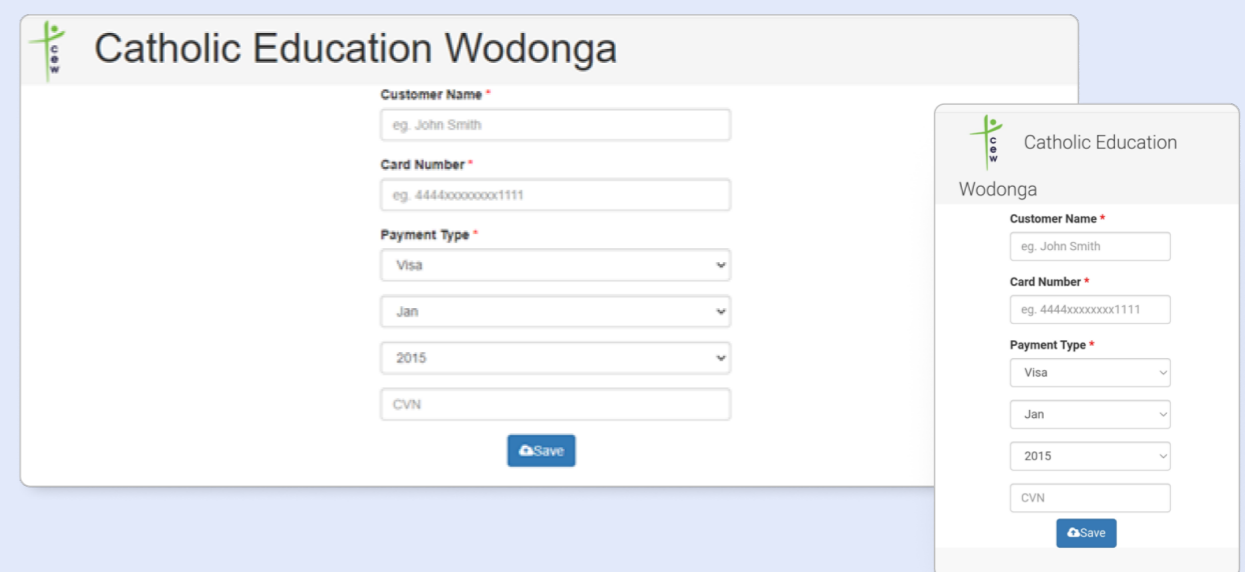 cew
Catholic Education Wodonga
Customer Name *
eg. John Smith
Card Number *
eg. 4444xxxxxxxx1111
Payment Type *
Visa
Jan
2015
CVN
Save
cew
Catholic Education
Wodonga
Customer Name *
eg. John Smith
Card Number *
eg. 4444xxxxxxxx1111
Payment Type *
Visa
Jan
2015
CVN
Save